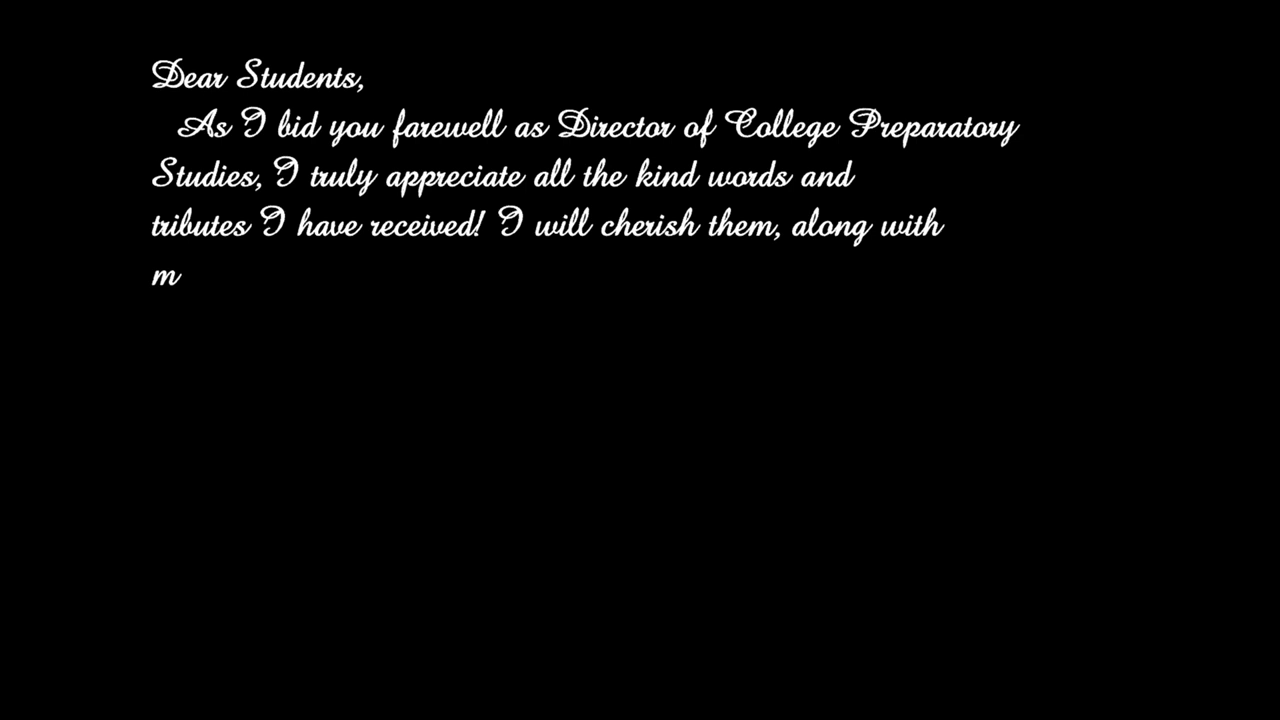 Dear Students,
As I bid you farewell as Director of College Preparatory
Studies, I truly appreciate all the kind words and
tributes I have received! I will cherish them, along with
m